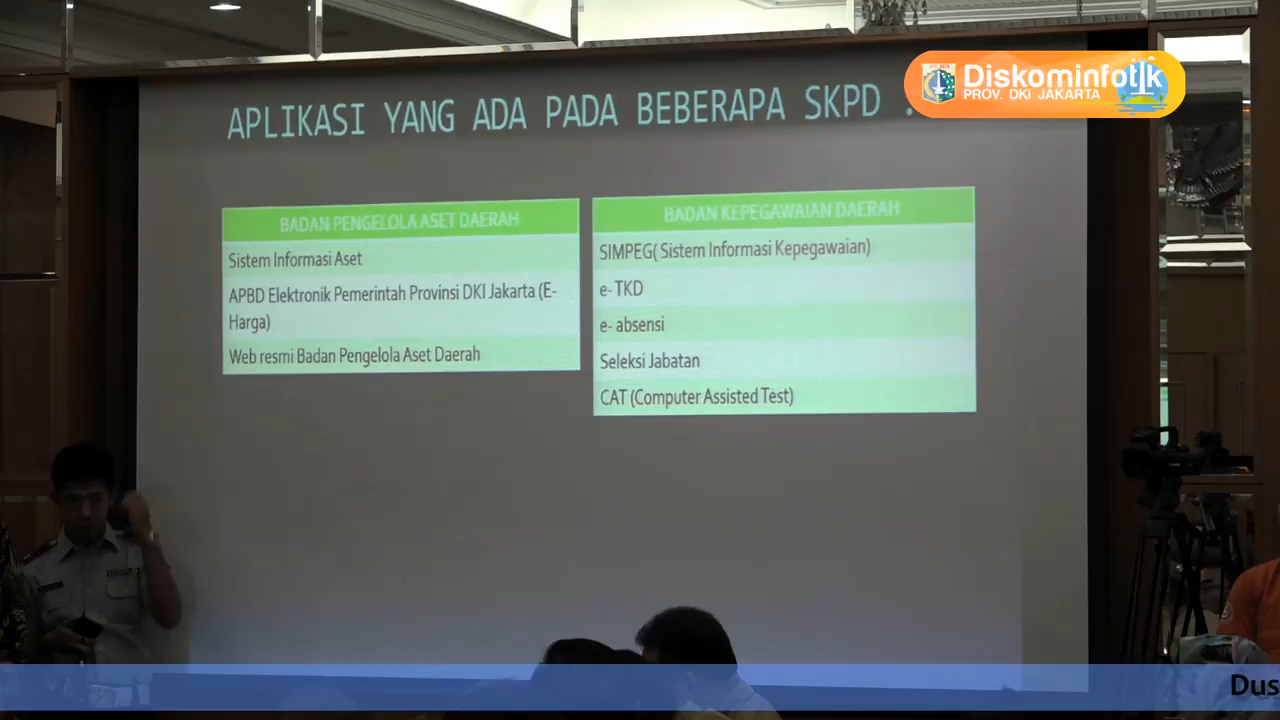 Diskominfotik
PROV. DKI JAKARTA
APLIKASI YANG ADA PADA BEBERAPA SKPD :
BADAN PENGELOLA ASET DAERAH
Sistem Informasi Aset
APBD Elektronik Pemerintah Provinsi DKI Jakarta (E-
Harga)
Web resmi Badan Pengelola Aset Daerah
BADAN KEPEGAWAIAN DAERAH
SIMPEG( Sistem Informasi Kepegawaian)
e- TKD
e- absensi
Seleksi Jabatan
CAT (Computer Assisted Test)
Dus